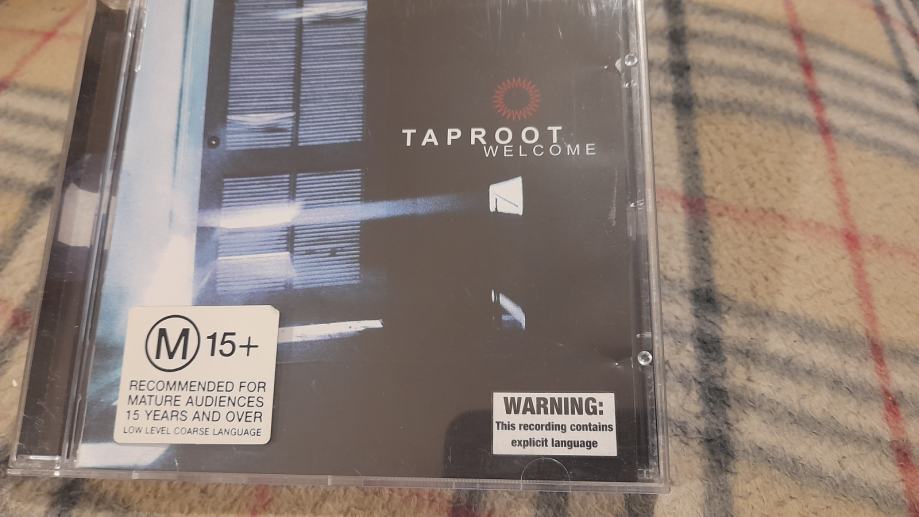 TAPROOT
WELCOME
M 15+
RECOMMENDED FOR
MATURE AUDIENCES
15 YEARS AND OVER
LOW LEVEL COARSE LANGUAGE
WARNING:
This recording contains
explicit language